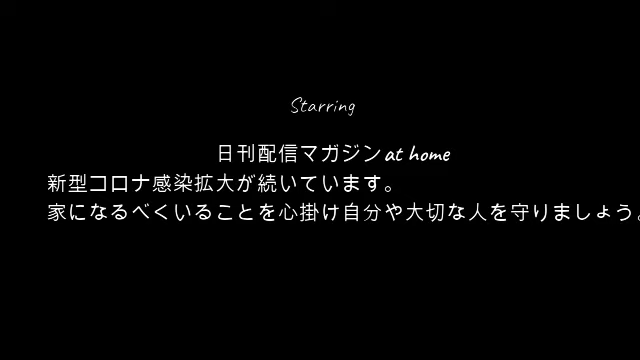 Starring
日刊配信マガジンat home
新型コロナ感染拡大が続いています。
家になるべくいることを心掛け自分や大切な人を守りましょう。